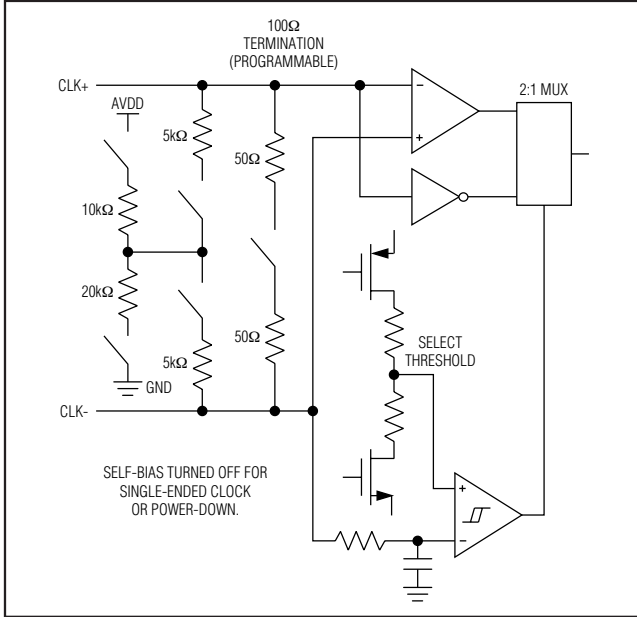 100Ω
TERMINATION
(PROGRAMMABLE)
CLK+
2:1 MUX
AVDD
5kΩ
50Ω
10kΩ
20kΩ
50Ω
SELECT
THRESHOLD
5kΩ
GND
CLK-
SELF-BIAS TURNED OFF FOR
SINGLE-ENDED CLOCK
OR POWER-DOWN.
−
+
+
−